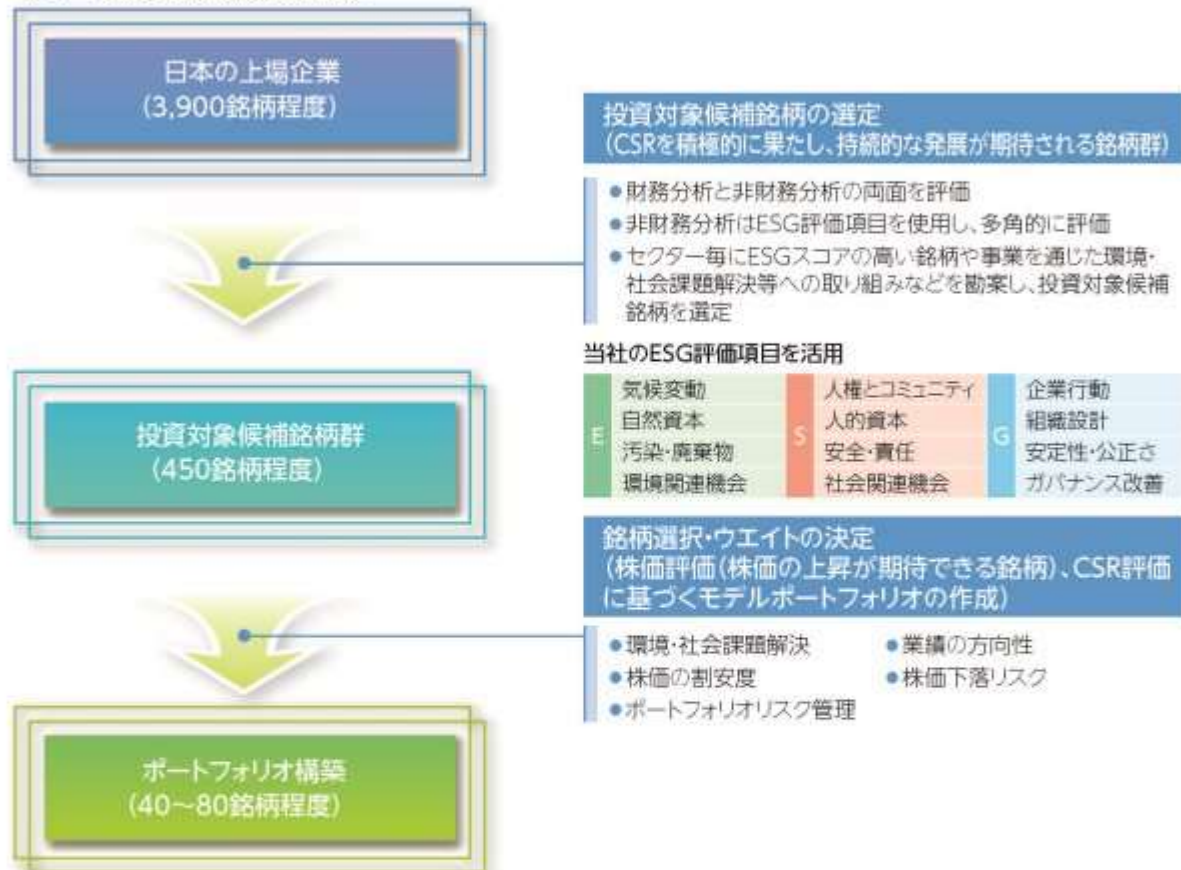 日本の上場企業
(3,900銘柄程度)
投資対象候補銘柄の選定
(CSRを積極的に果たし、持続的な発展が期待される銘柄群)
●財務分析と非財務分析の両面を評価
●非財務分析はESG評価項目を使用し、多角的に評価
●セクター毎にESGスコアの高い銘柄や事業を通じた環境・
社会課題解決等への取り組みなどを勘案し、投資対象候補
銘柄を選定
当社のESG評価項目を活用
E
気候変動
自然資本
汚染・廃棄物
環境関連機会
S
人権とコミュニティ
人的資本
安全・責任
社会関連機会
G
企業行動
組織設計
安定性・公正さ
ガバナンス改善
投資対象候補銘柄群
(450銘柄程度)
銘柄選択・ウエイトの決定
(株価評価(株価の上昇が期待できる銘柄)、CSR評価
に基づくモデルポートフォリオの作成)
●環境・社会課題解決
●業績の方向性
●株価の割安度
●株価下落リスク
●ポートフォリオリスク管理
ポートフォリオ構築
(40〜80銘柄程度)